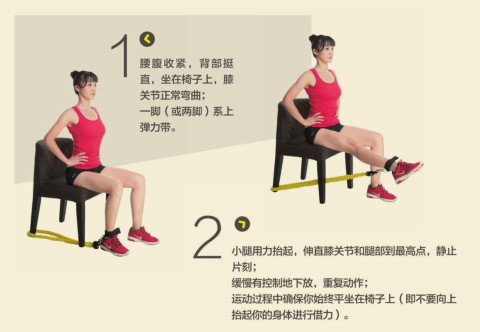 1
腰腹收紧，背部挺
直，坐在椅子上，膝
关节正常弯曲；
一脚（或两脚）系上
弹力带。
2
小腿用力抬起，伸直膝关节和腿部到最高点，静止
片刻；
缓慢有控制地下放，重复动作；
运动过程中确保你始终平坐在椅子上（即不要向上
抬起你的身体进行借力）。